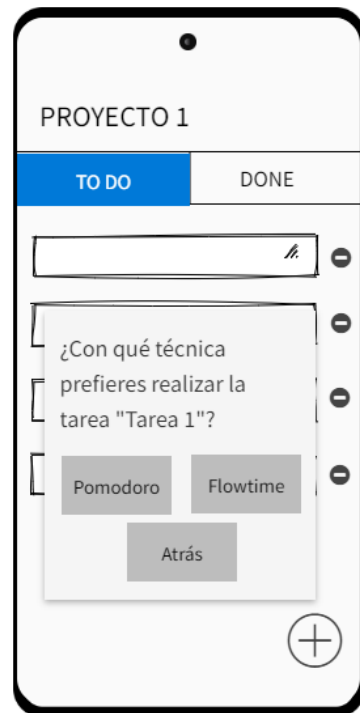 PROYECTO 1
TO DO
DONE
¿Con qué técnica
prefieres realizar la
tarea "Tarea 1"?
Pomodoro
Flowtime
Atrás